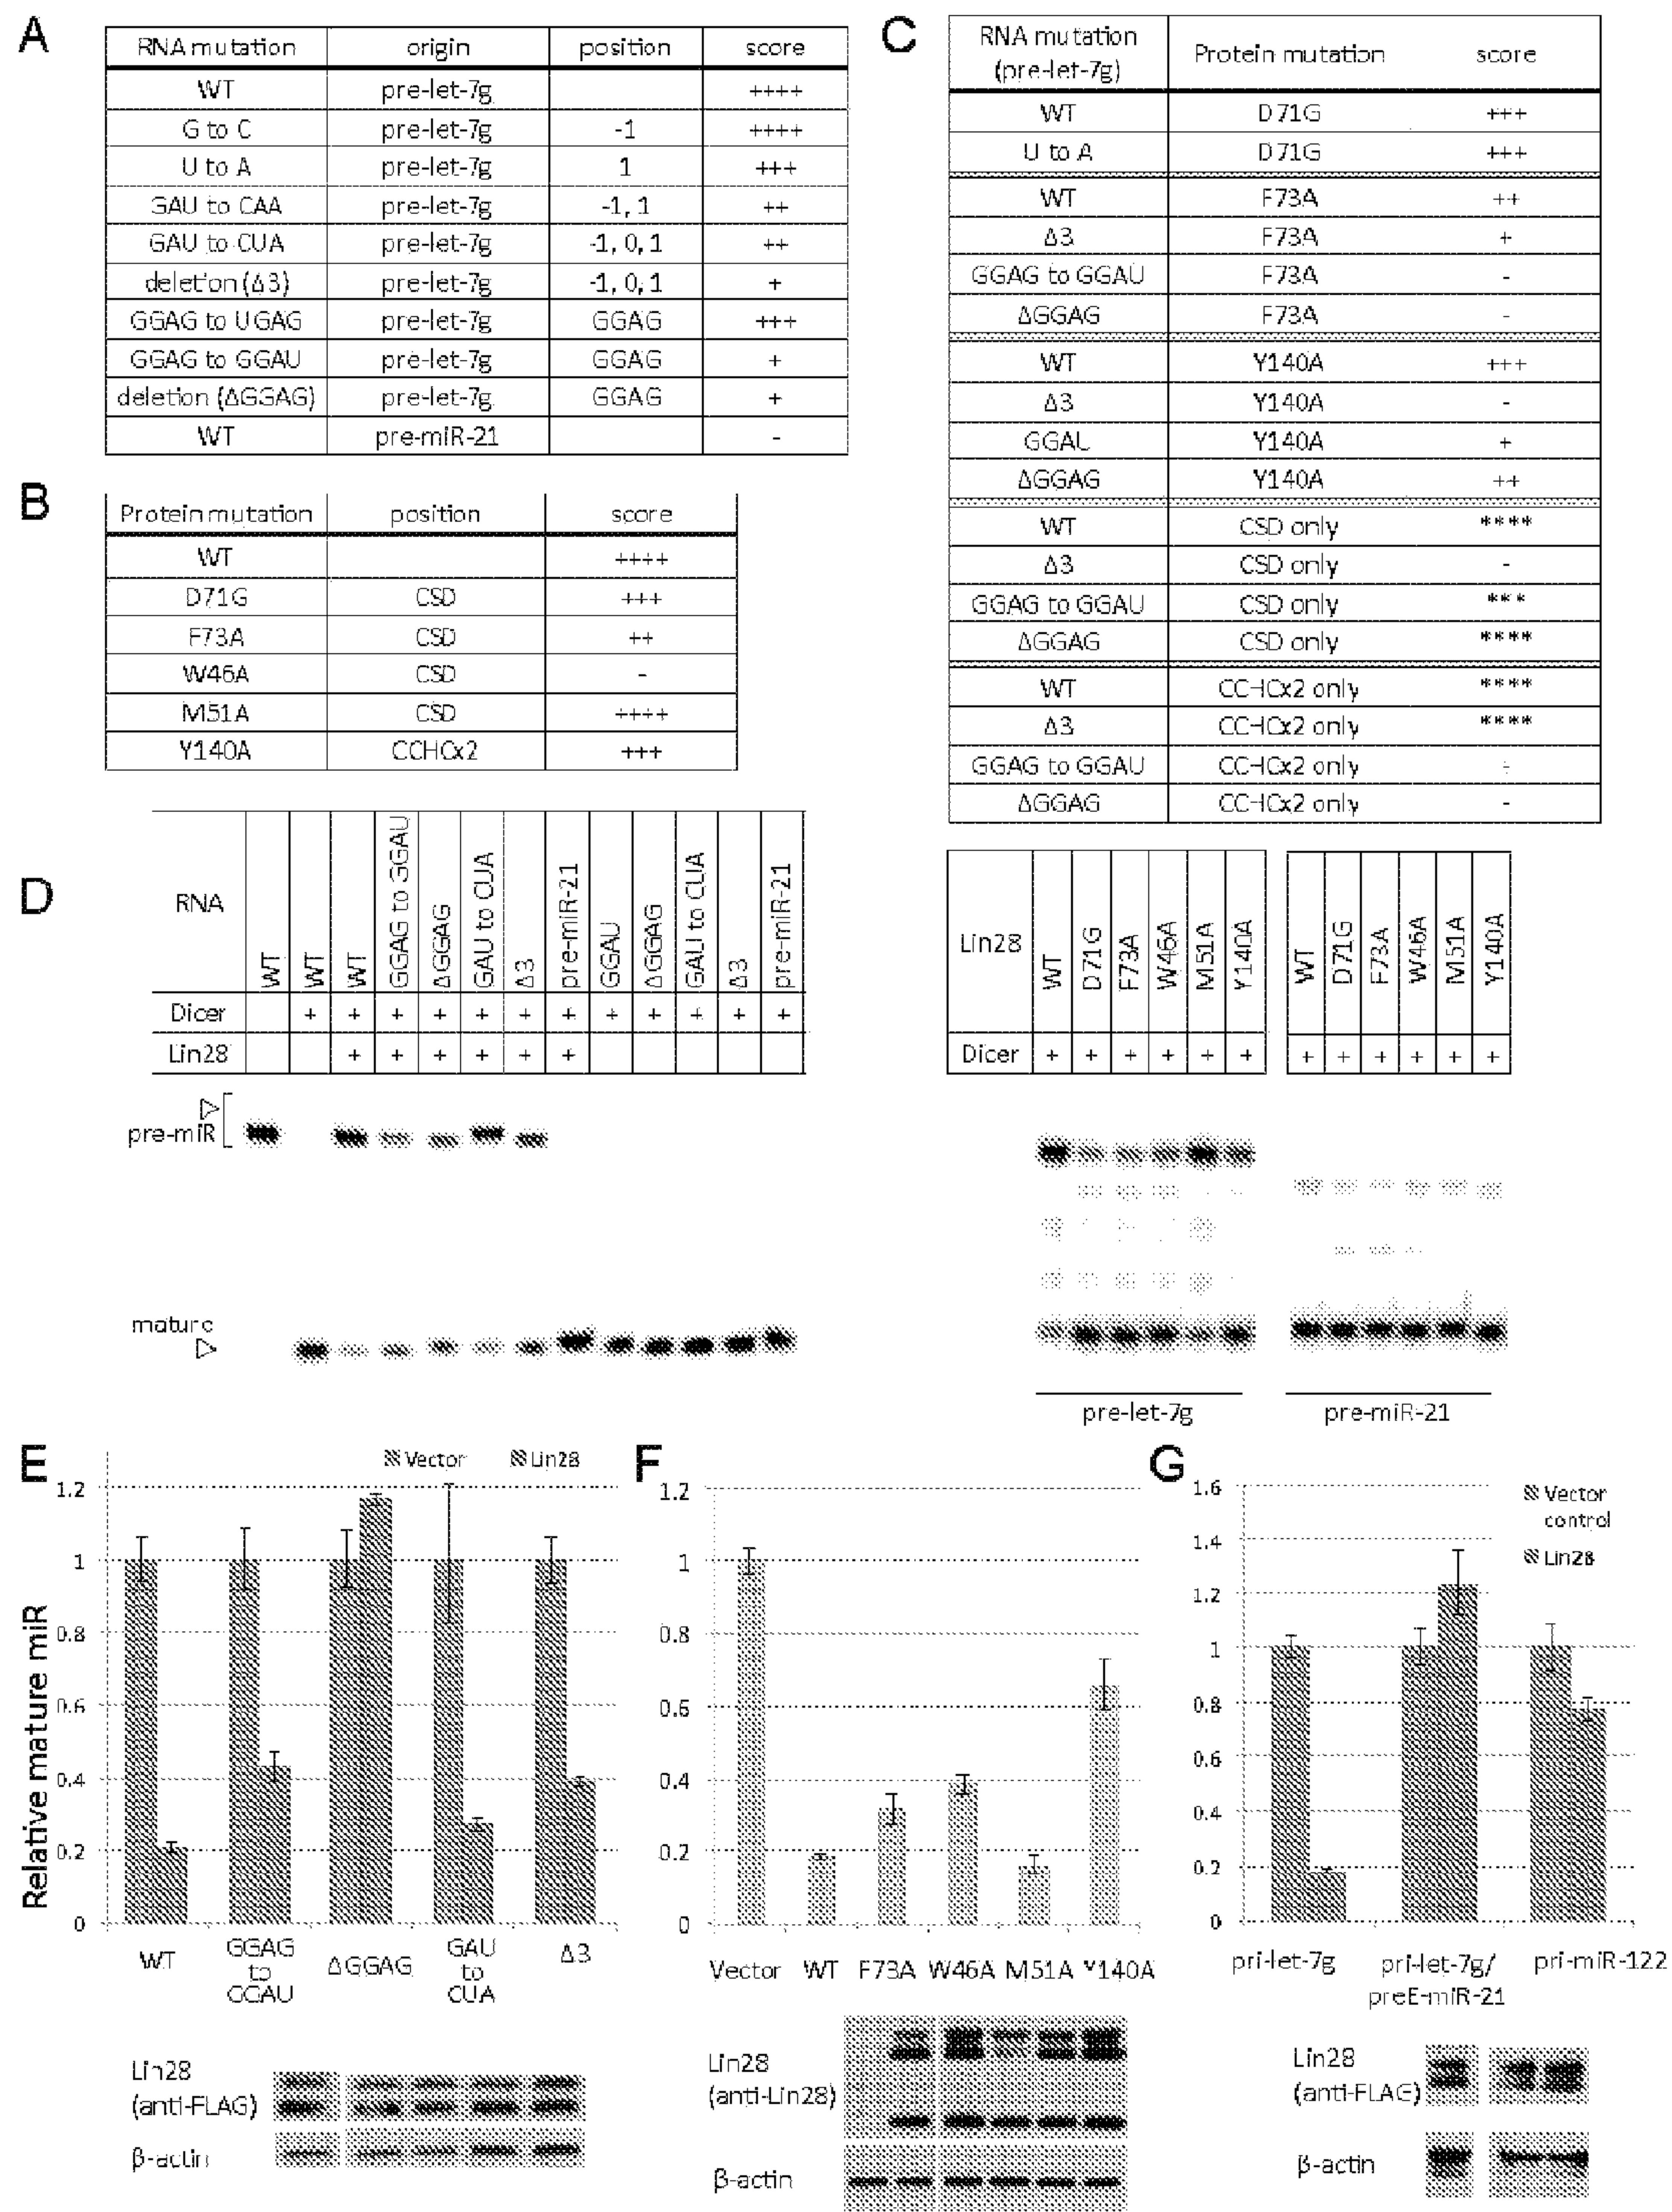 A
RNA mutation origin position score
WT pre-let-7g ++++
G to C pre-let-7g -1 ++++
U to A pre-let-7g 1 +++
GAU to CAA pre-let-7g -1, 1 ++
GAU to CUA pre-let-7g -1, 0, 1 ++
deletion (Δ3) pre-let-7g -1, 0, 1 +
GGAG to UGAG pre-let-7g GGAG +++
GGAG to GGAU pre-let-7g GGAG +
deletion (ΔGGAG) pre-let-7g GGAG +
WT pre-miR-21 -
B
Protein mutation position score
WT ++++
D71G CSD +++
F73A CSD ++
W46A CSD -
M51A CSD ++++
Y140A CCHCx2 +++
C
RNA mutation
(pre-let-7g) Protein mutation score
WT D71G +++
U to A D71G +++
WT F73A ++
Δ3 F73A +
GGAG to GGAU F73A -
ΔGGAG F73A -
WT Y140A +++
Δ3 Y140A -
GGAU Y140A +
ΔGGAG Y140A ++
WT CSD only ****
Δ3 CSD only -
GGAG to GGAU CSD only ***
ΔGGAG CSD only ****
WT CCHCx2 only ****
Δ3 CCHCx2 only ****
GGAG to GGAU CCHCx2 only +
ΔGGAG CCHCx2 only -
D
RNA WT WT WT GGAG to GGAU ΔGGAG GAU to CUA Δ3 pre-miR-21 GGAU ΔGGAG GAU to CUA Δ3 pre-miR-21
Dicer + + + + + + + + + + + +
Lin28 + + + + + +
pre-miR
mature
Lin28 WT D71G F73A W46A M51A Y140A WT D71G F73A W46A M51A Y140A
Dicer + + + + + + + + + + + +
pre-let-7g pre-miR-21
E
Vector Lin28
Relative mature miR
1.2
1
0.8
0.6
0.4
0.2
0
WT GGAG to GGAU ΔGGAG GAU to CUA Δ3
Lin28
(anti-FLAG)
β-actin
F
1.2
1
0.8
0.6
0.4
0.2
0
Vector WT F73A W46A M51A Y140A
Lin28
(anti-Lin28)
β-actin
G
Vector
control
Lin28
1.6
1.4
1.2
1
0.8
0.6
0.4
0.2
0
pri-let-7g pri-let-7g/ pri-miR-122
preE-miR-21
Lin28
(anti-FLAG)
β-actin